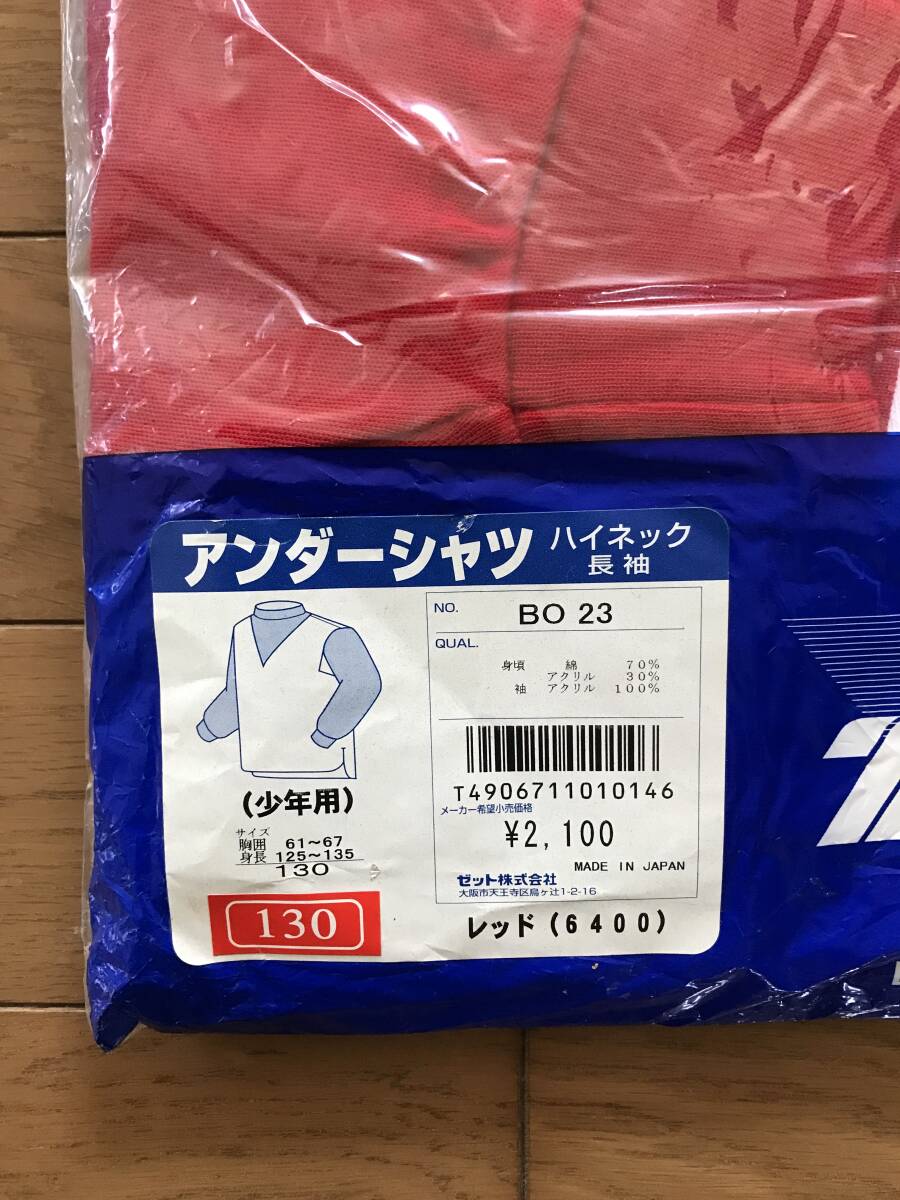 アンダーシャツ ハイネック
長袖
NO. BO 23
QUAL.
身頃 綿 70%
アクリル 30%
袖 アクリル 100%
T4906711010146
メーカー希望小売価格
¥2,100
MADE IN JAPAN
ゼット株式会社
大阪市天王寺区烏ヶ辻1-2-16
レッド(6400)
(少年用)
サイズ
胸囲 61~67
身長 125~135
130
130